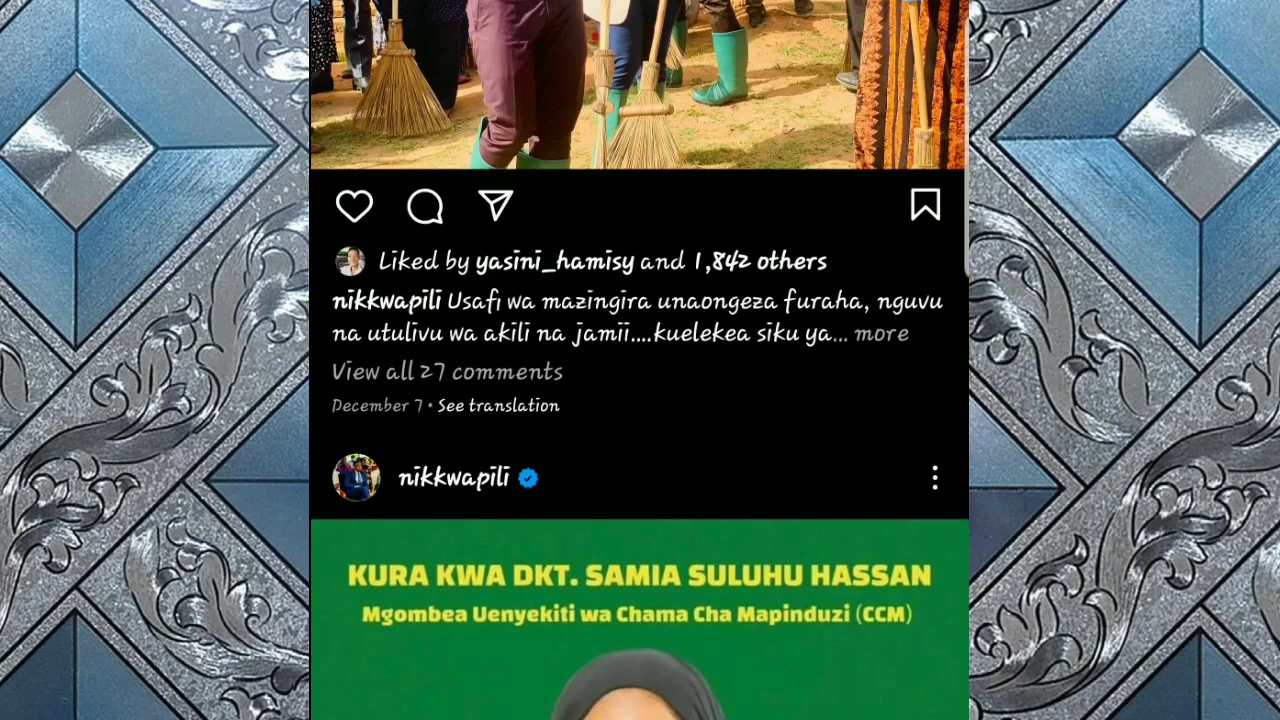 Liked by yasini_hamisy and 1,842 others
nikkwapili Usafi wa mazingira unaongeza furaha, nguvu
na utulivu wa akili na jamii....kuelekea siku ya... more
View all 27 comments
December 7 • See translation
nikkwapili
KURA KWA DKT. SAMIA SULUHU HASSAN
Mgombea Uenyekiti wa Chama Cha Mapinduzi (CCM)